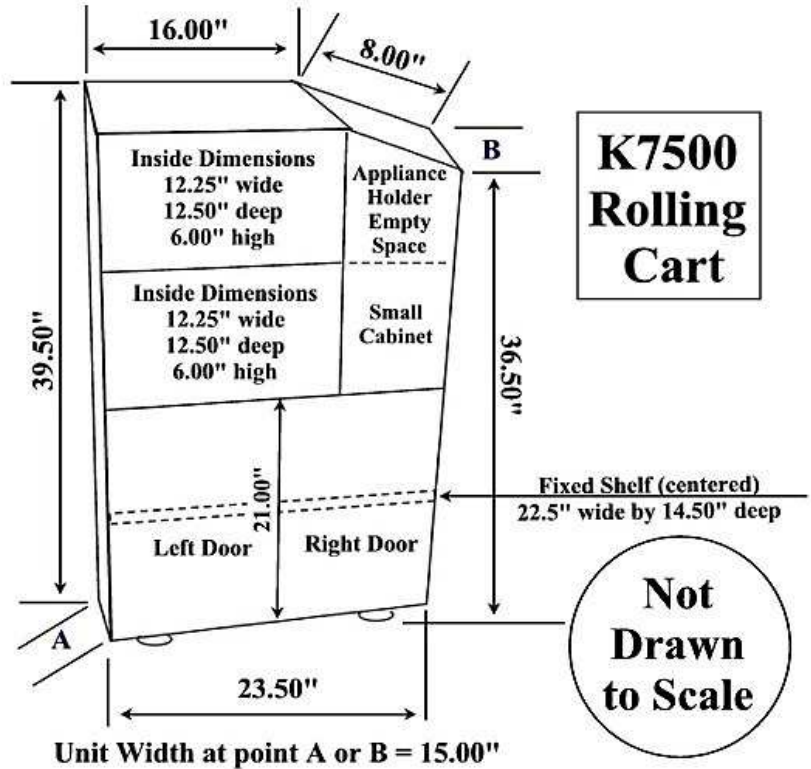 16.00"
8.00"
B
K7500
Rolling
Cart
Inside Dimensions
12.25" wide
12.50" deep
6.00" high
Appliance
Holder
Empty
Space
Inside Dimensions
12.25" wide
12.50" deep
6.00" high
Small
Cabinet
39.50"
36.50"
21.00"
Fixed Shelf (centered)
22.5" wide by 14.50" deep
Left Door
Right Door
Not
Drawn
to Scale
A
23.50"
Unit Width at point A or B = 15.00"